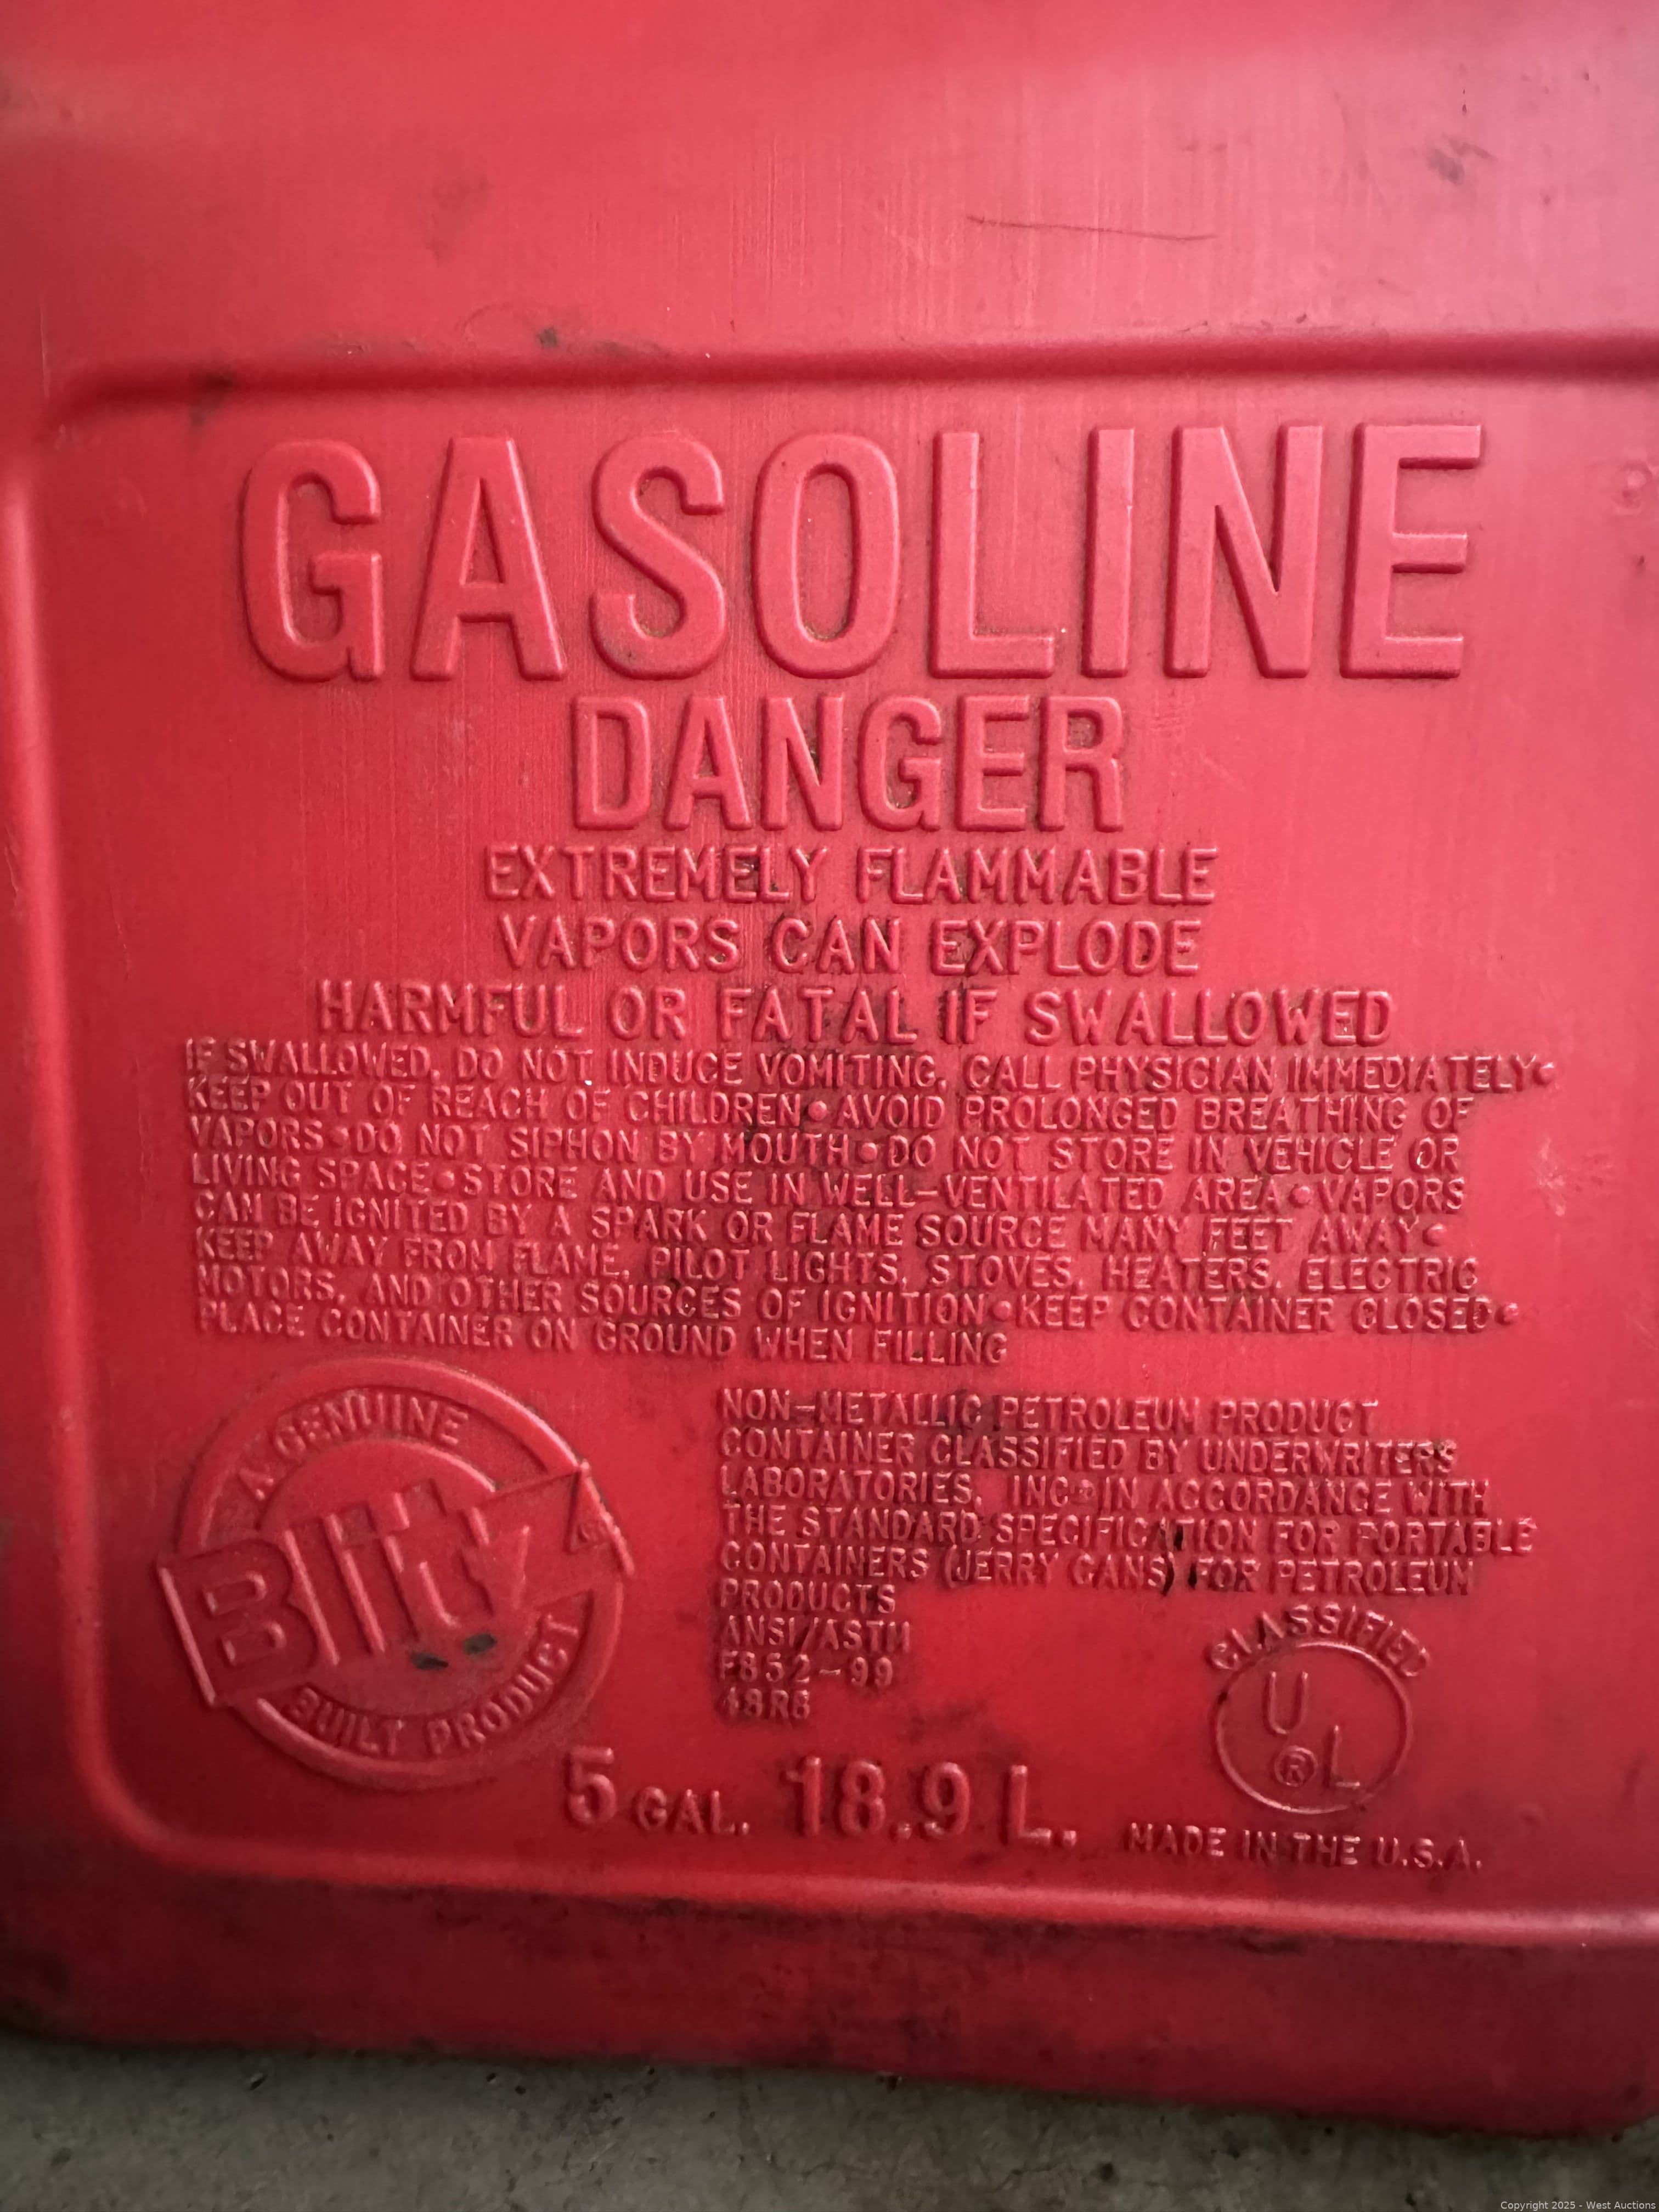 GASOLINE
DANGER
EXTREMELY FLAMMABLE
VAPORS CAN EXPLODE
HARMFUL OR FATAL IF SWALLOWED
IF SWALLOWED, DO NOT INDUCE VOMITING, CALL PHYSICIAN IMMEDIATELY•
KEEP OUT OF REACH OF CHILDREN•AVOID PROLONGED BREATHING OF
VAPORS•DO NOT SIPHON BY MOUTH•DO NOT STORE IN VEHICLE OR
LIVING SPACE•STORE AND USE IN WELL-VENTILATED AREA•VAPORS
CAN BE IGNITED BY A SPARK OR FLAME SOURCE MANY FEET AWAY•
KEEP AWAY FROM FLAME, PILOT LIGHTS, STOVES, HEATERS, ELECTRIC
MOTORS, AND OTHER SOURCES OF IGNITION•KEEP CONTAINER CLOSED•
PLACE CONTAINER ON GROUND WHEN FILLING
A GENUINE
Blitz
BUILT PRODUCT
NON-METALLIC PETROLEUM PRODUCT
CONTAINER CLASSIFIED BY UNDERWRITERS
LABORATORIES, INC® IN ACCORDANCE WITH
THE STANDARD SPECIFICATION FOR PORTABLE
CONTAINERS (JERRY CANS) FOR PETROLEUM
PRODUCTS
ANSI/ASTM
F852-99
48R8
CLASSIFIED
U
®L
5 GAL. 18.9 L.
MADE IN THE U.S.A.
Copyright 2025 - West Auctions